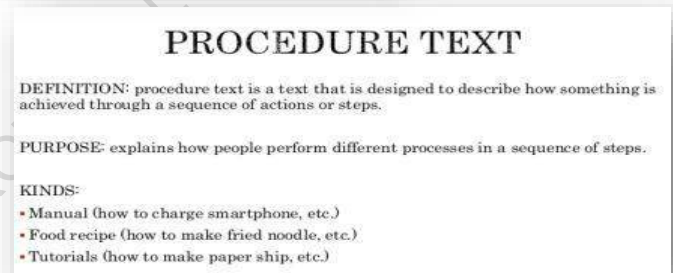 PROCEDURE TEXT
DEFINITION: procedure text is a text that is designed to describe how something is
achieved through a sequence of actions or steps.
PURPOSE: explains how people perform different processes in a sequence of steps.
KINDS:
▪ Manual (how to charge smartphone, etc.)
▪ Food recipe (how to make fried noodle, etc.)
▪ Tutorials (how to make paper ship, etc.)